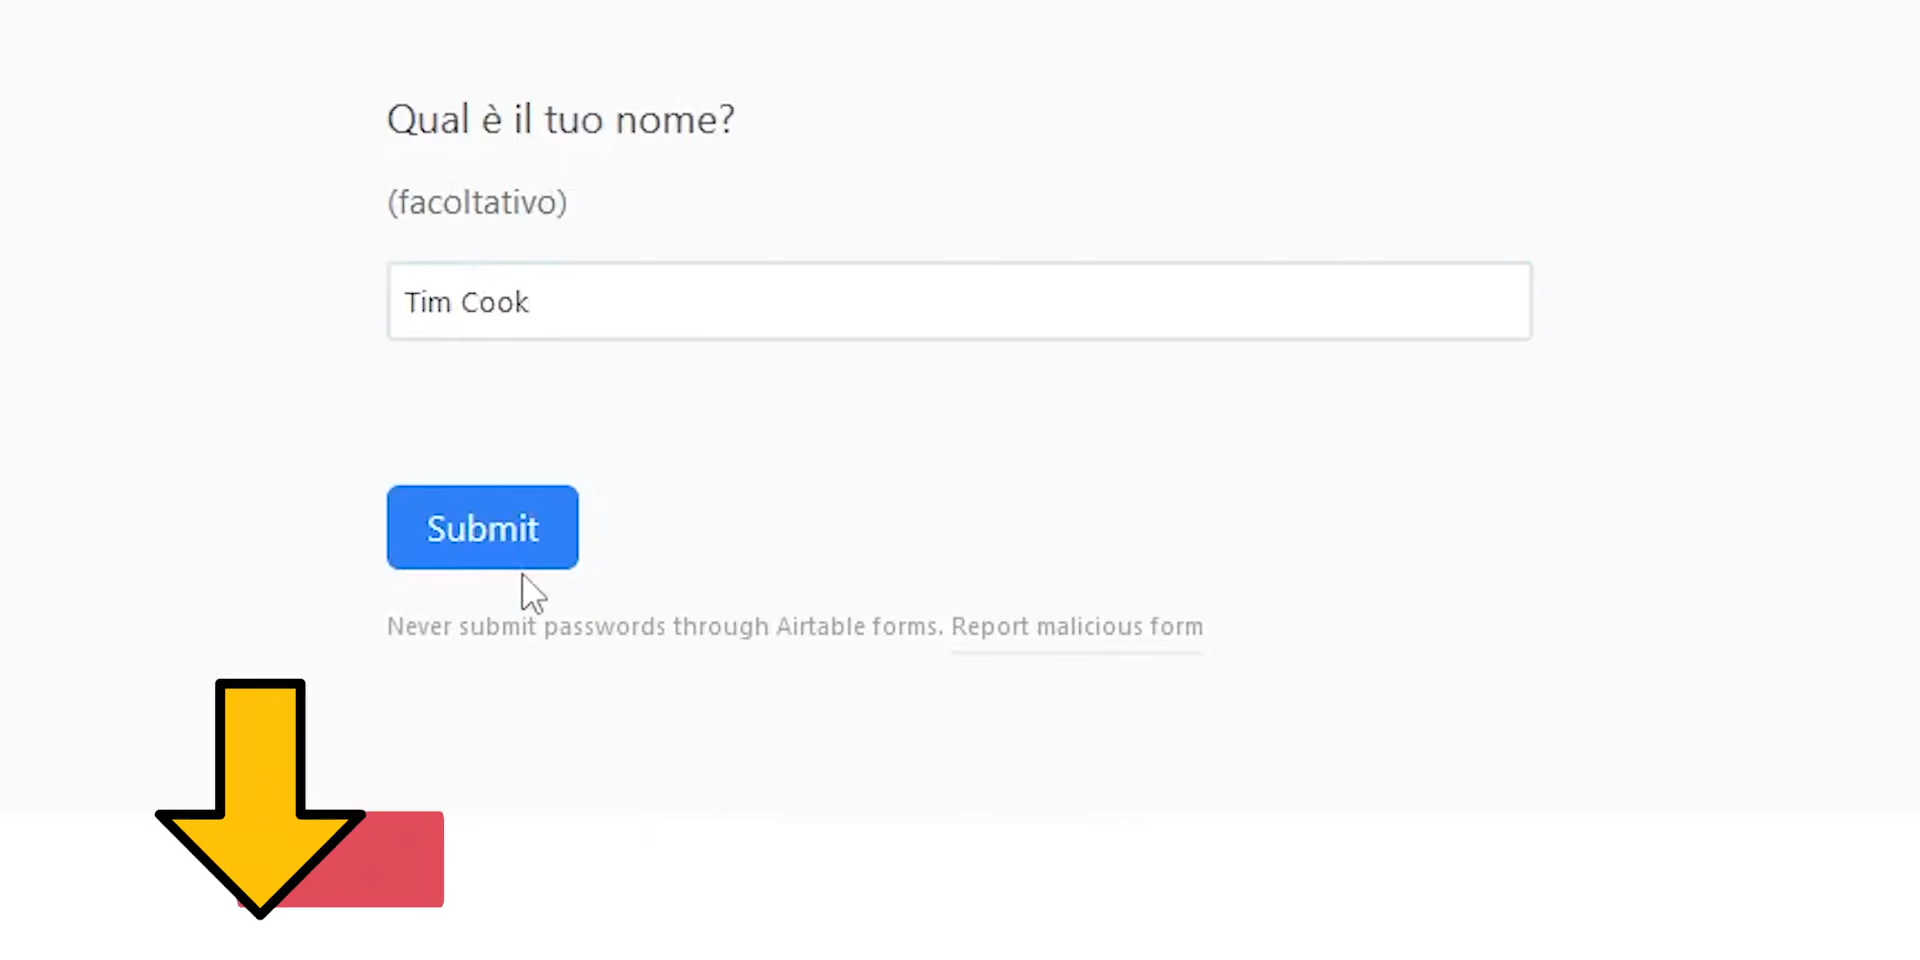 Qual è il tuo nome?
(facoltativo)
Tim Cook
Submit
Never submit passwords through Airtable forms. Report malicious form